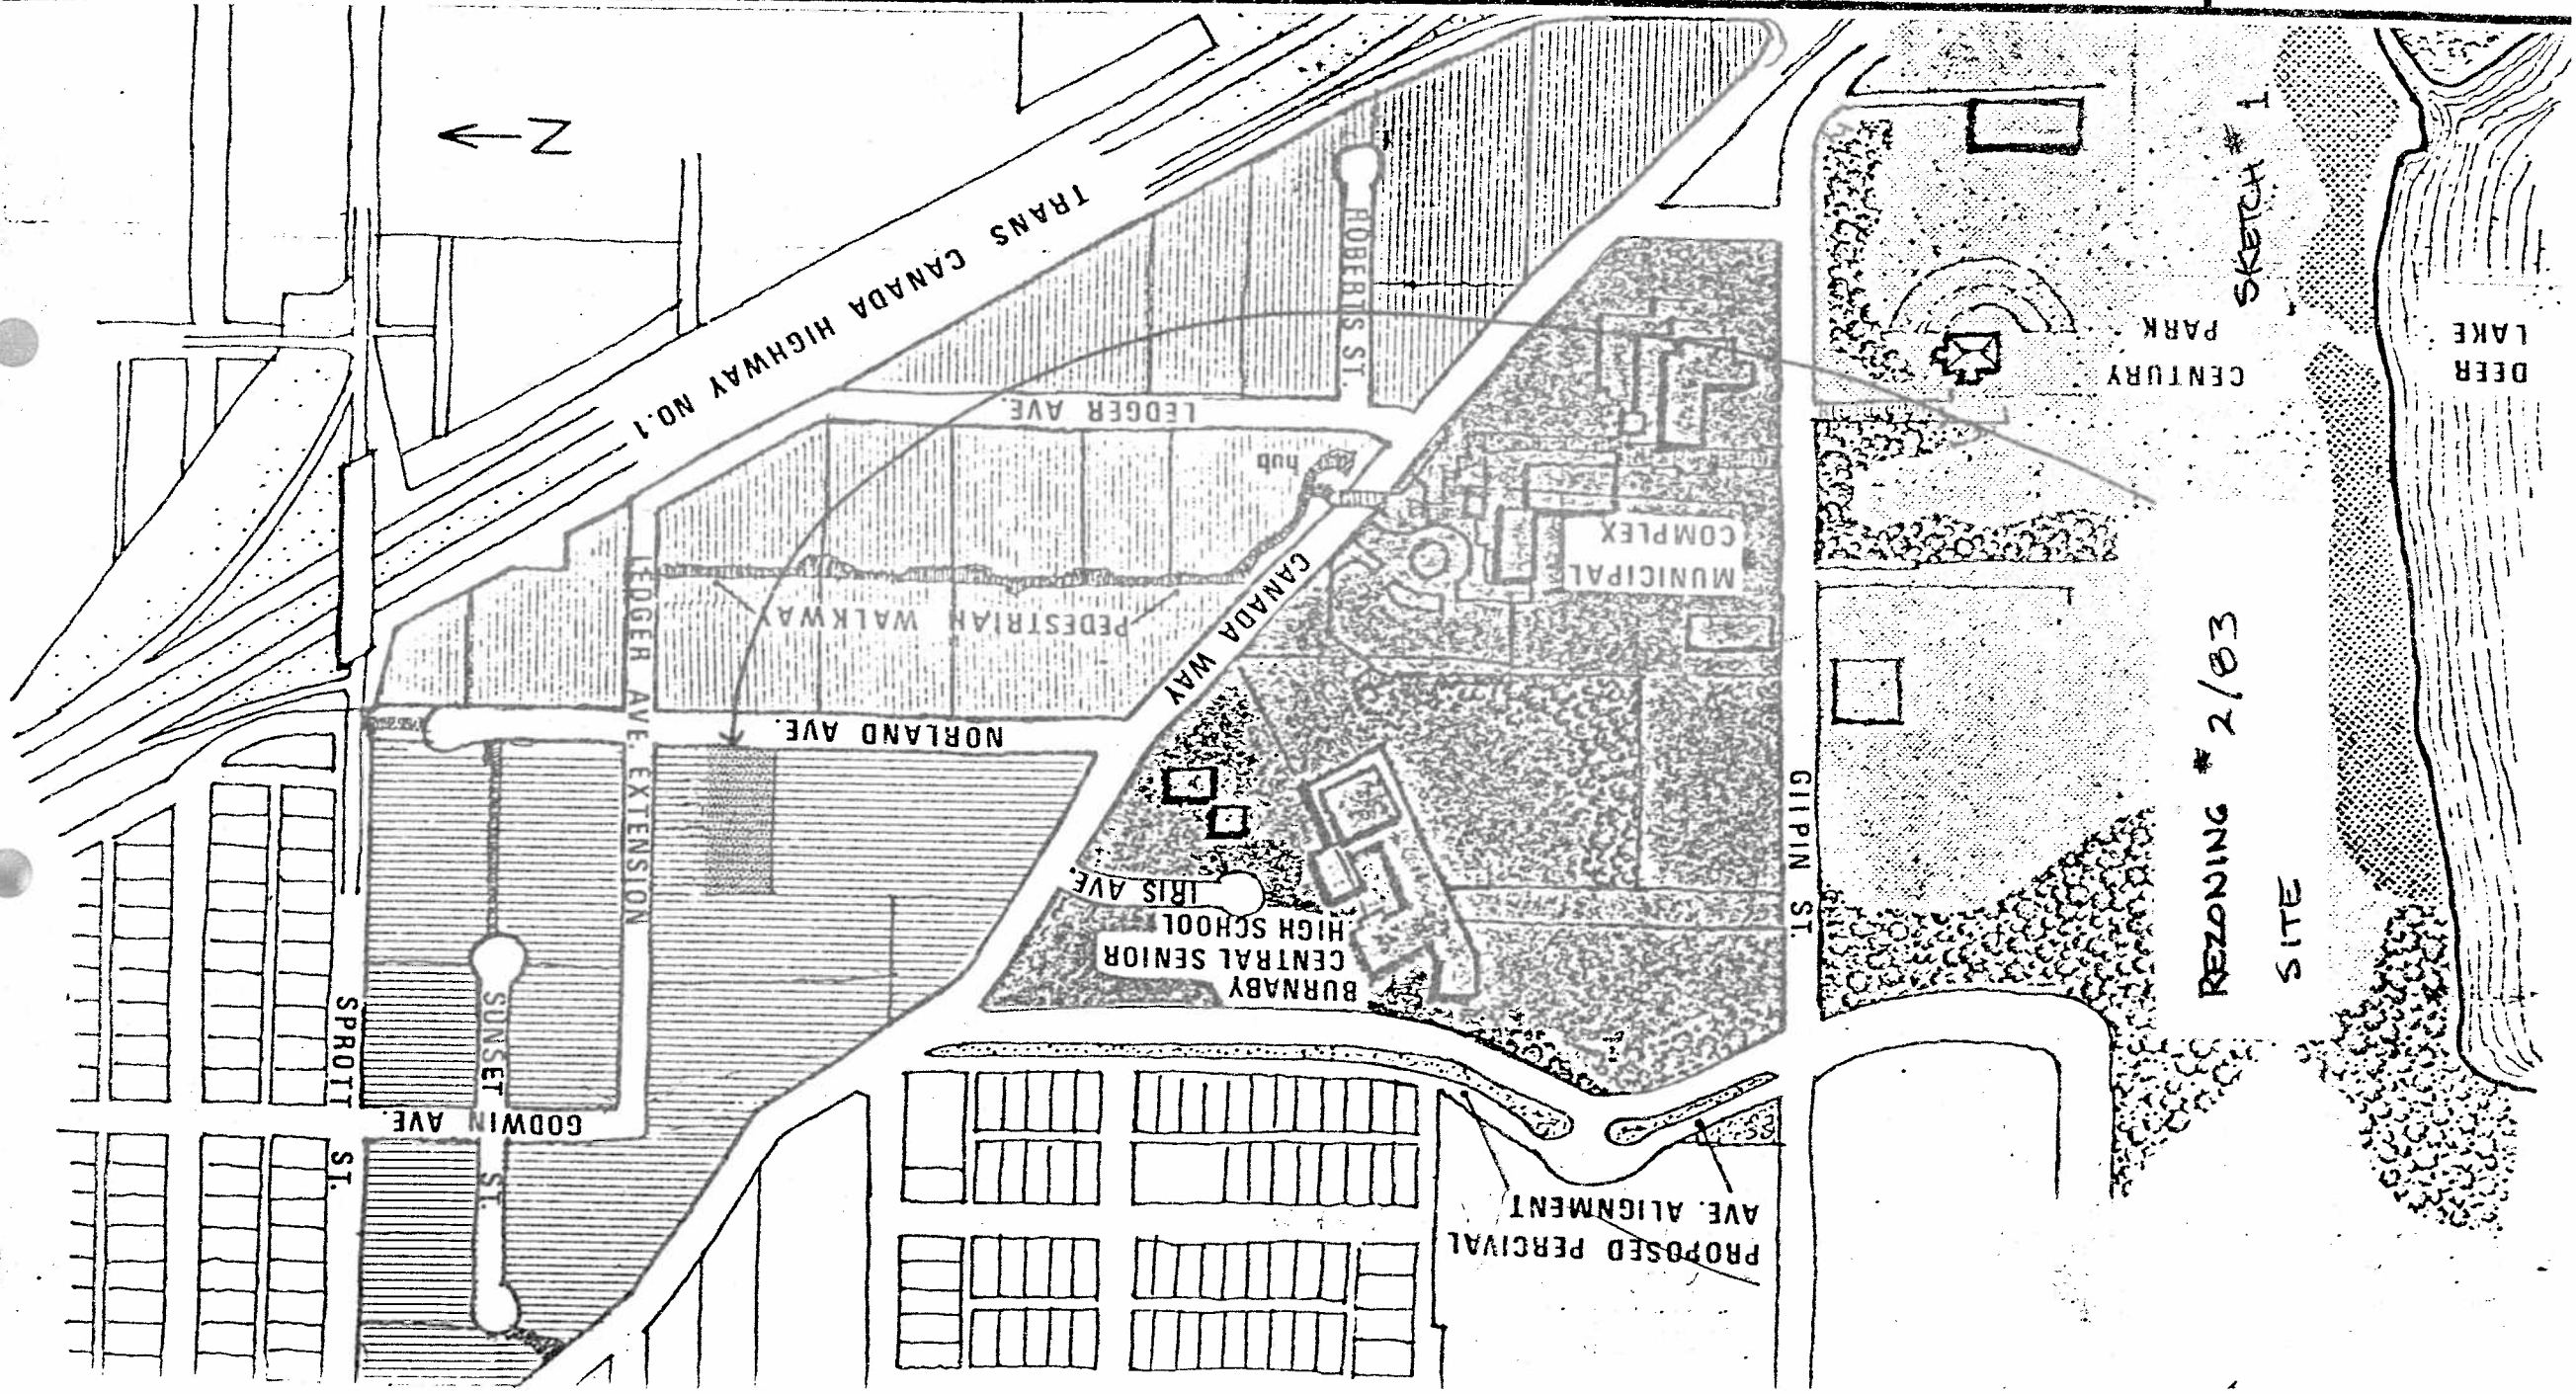 TRANS CANADA HIGHWAY NO.1
N
ROBERTS ST.
LEDGER AVE.
hub
PEDESTRIAN WALKWAY
LEDGER AVE. EXTENSION
CANADA WAY
MUNICIPAL
COMPLEX
NORLAND AVE.
IRIS AVE.
BURNABY
CENTRAL SENIOR
HIGH SCHOOL
GILPIN ST.
SPROTT ST.
SUNSET ST.
GODWIN AVE.
PROPOSED PERCIVAL
AVE. ALIGNMENT
CENTURY
PARK
DEER
LAKE
SKETCH # 1
REZONING # 2/83
SITE